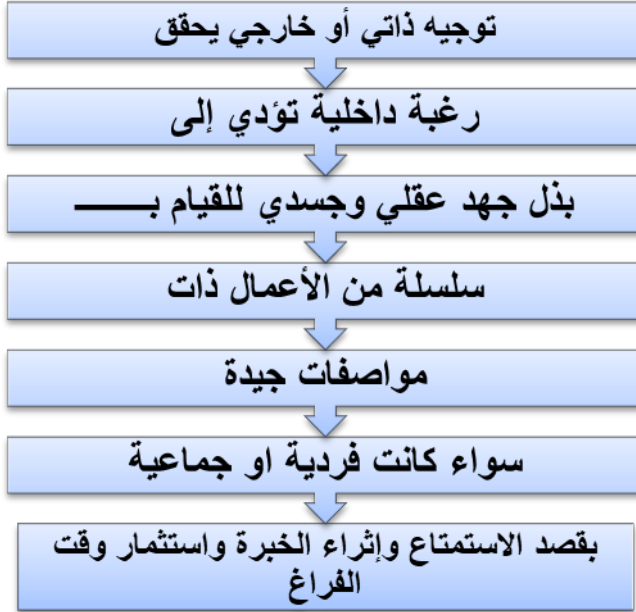 توجيه ذاتي أو خارجي يحقق
رغبة داخلية تؤدي إلى
بذل جهد عقلي وجسدي للقيام بـــــــ
سلسلة من الأعمال ذات
مواصفات جيدة
سواء كانت فردية او جماعية
بقصد الاستمتاع وإثراء الخبرة واستثمار وقت
الفراغ